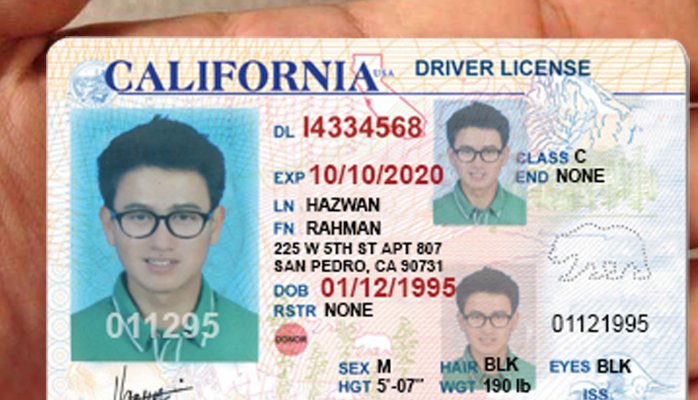 CALIFORNIA USA DRIVER LICENSE
DL I4334568
CLASS C
EXP 10/10/2020 END NONE
LN HAZWAN
FN RAHMAN
225 W 5TH ST APT 807
SAN PEDRO, CA 90731
DOB 01/12/1995
RSTR NONE
011295
01121995
DONOR
SEX M HAIR BLK EYES BLK
HGT 5'-07" WGT 190 lb
ISS